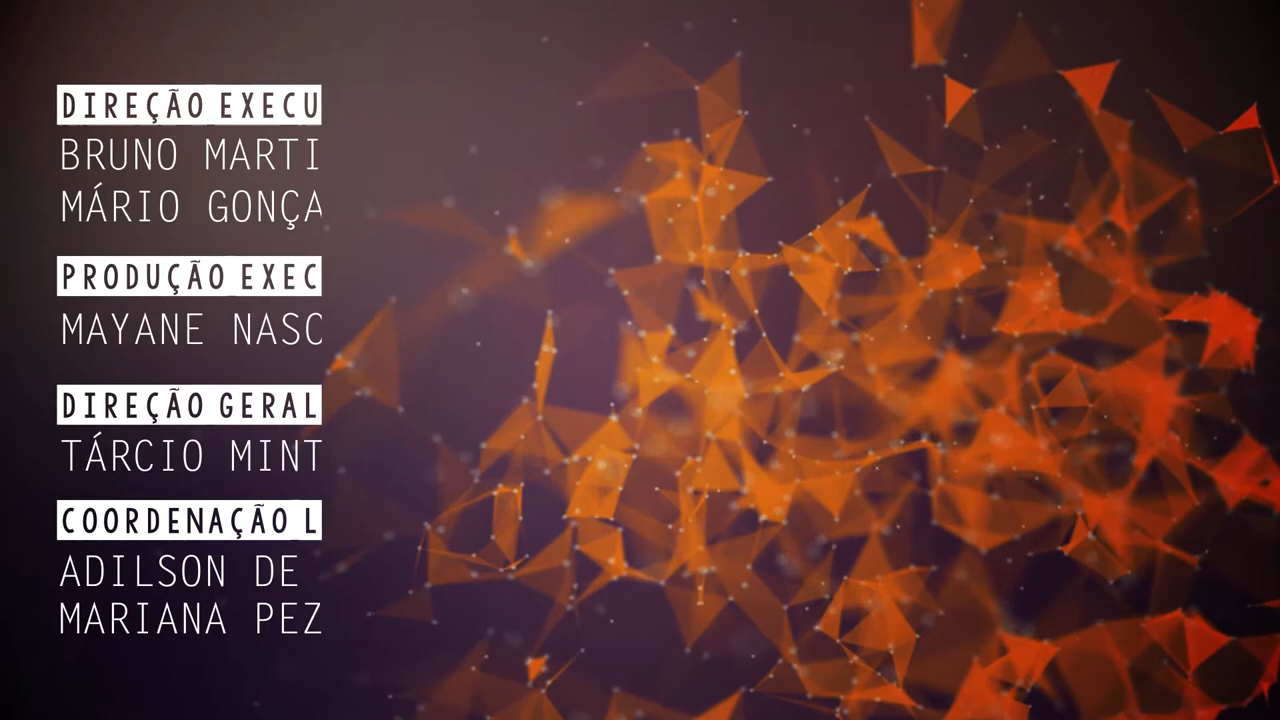 DIREÇÃO EXECU
BRUNO MARTI
MÁRIO GONÇA
PRODUÇÃO EXEC
MAYANE NASC
DIREÇÃO GERAL
TÁRCIO MINT
COORDENAÇÃO L
ADILSON DE
MARIANA PEZ